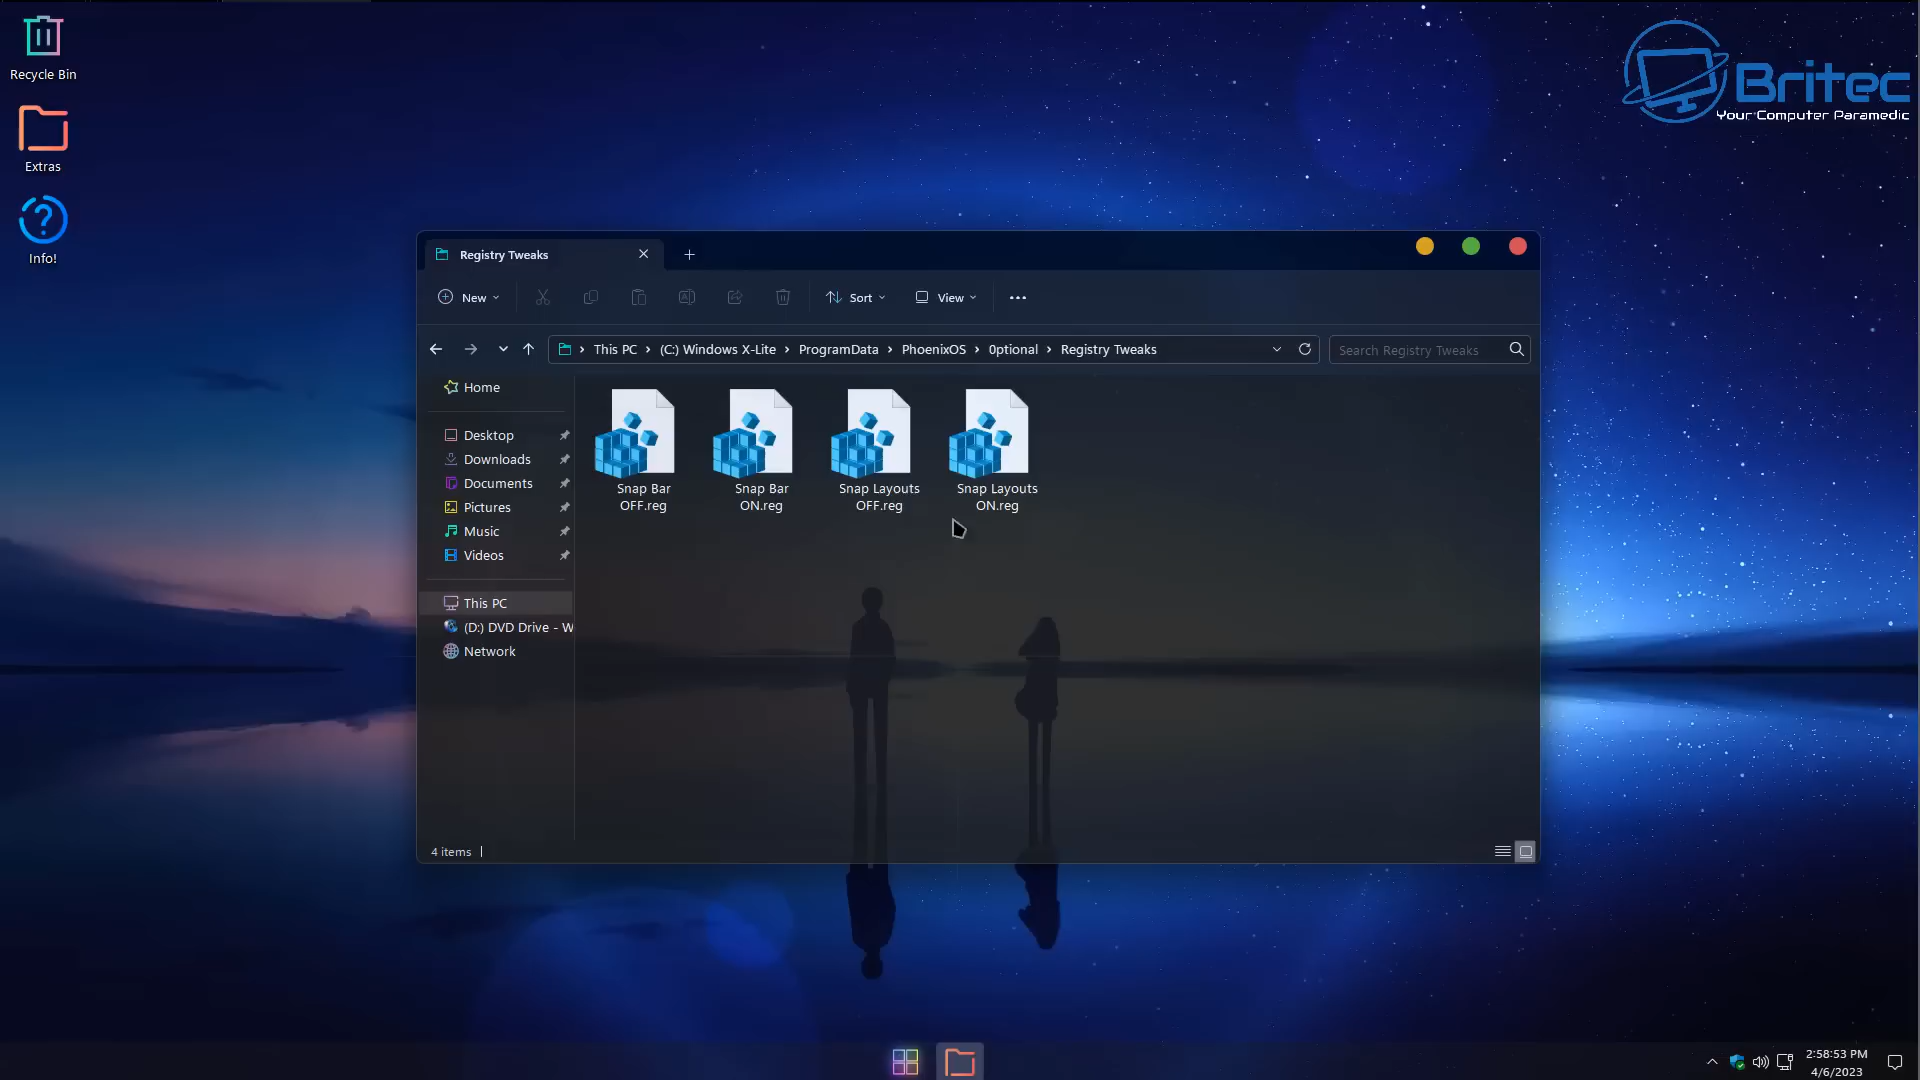 Recycle Bin
Extras
Info!
Britec
Your Computer Paramedic
Registry Tweaks
New
Sort
View
This PC
(C:) Windows X-Lite
ProgramData
PhoenixOS
0ptional
Registry Tweaks
Search Registry Tweaks
Home
Desktop
Downloads
Documents
Pictures
Music
Videos
This PC
(D:) DVD Drive - W
Network
Snap Bar
OFF.reg
Snap Bar
ON.reg
Snap Layouts
OFF.reg
Snap Layouts
ON.reg
4 items
2:58:53 PM
4/6/2023